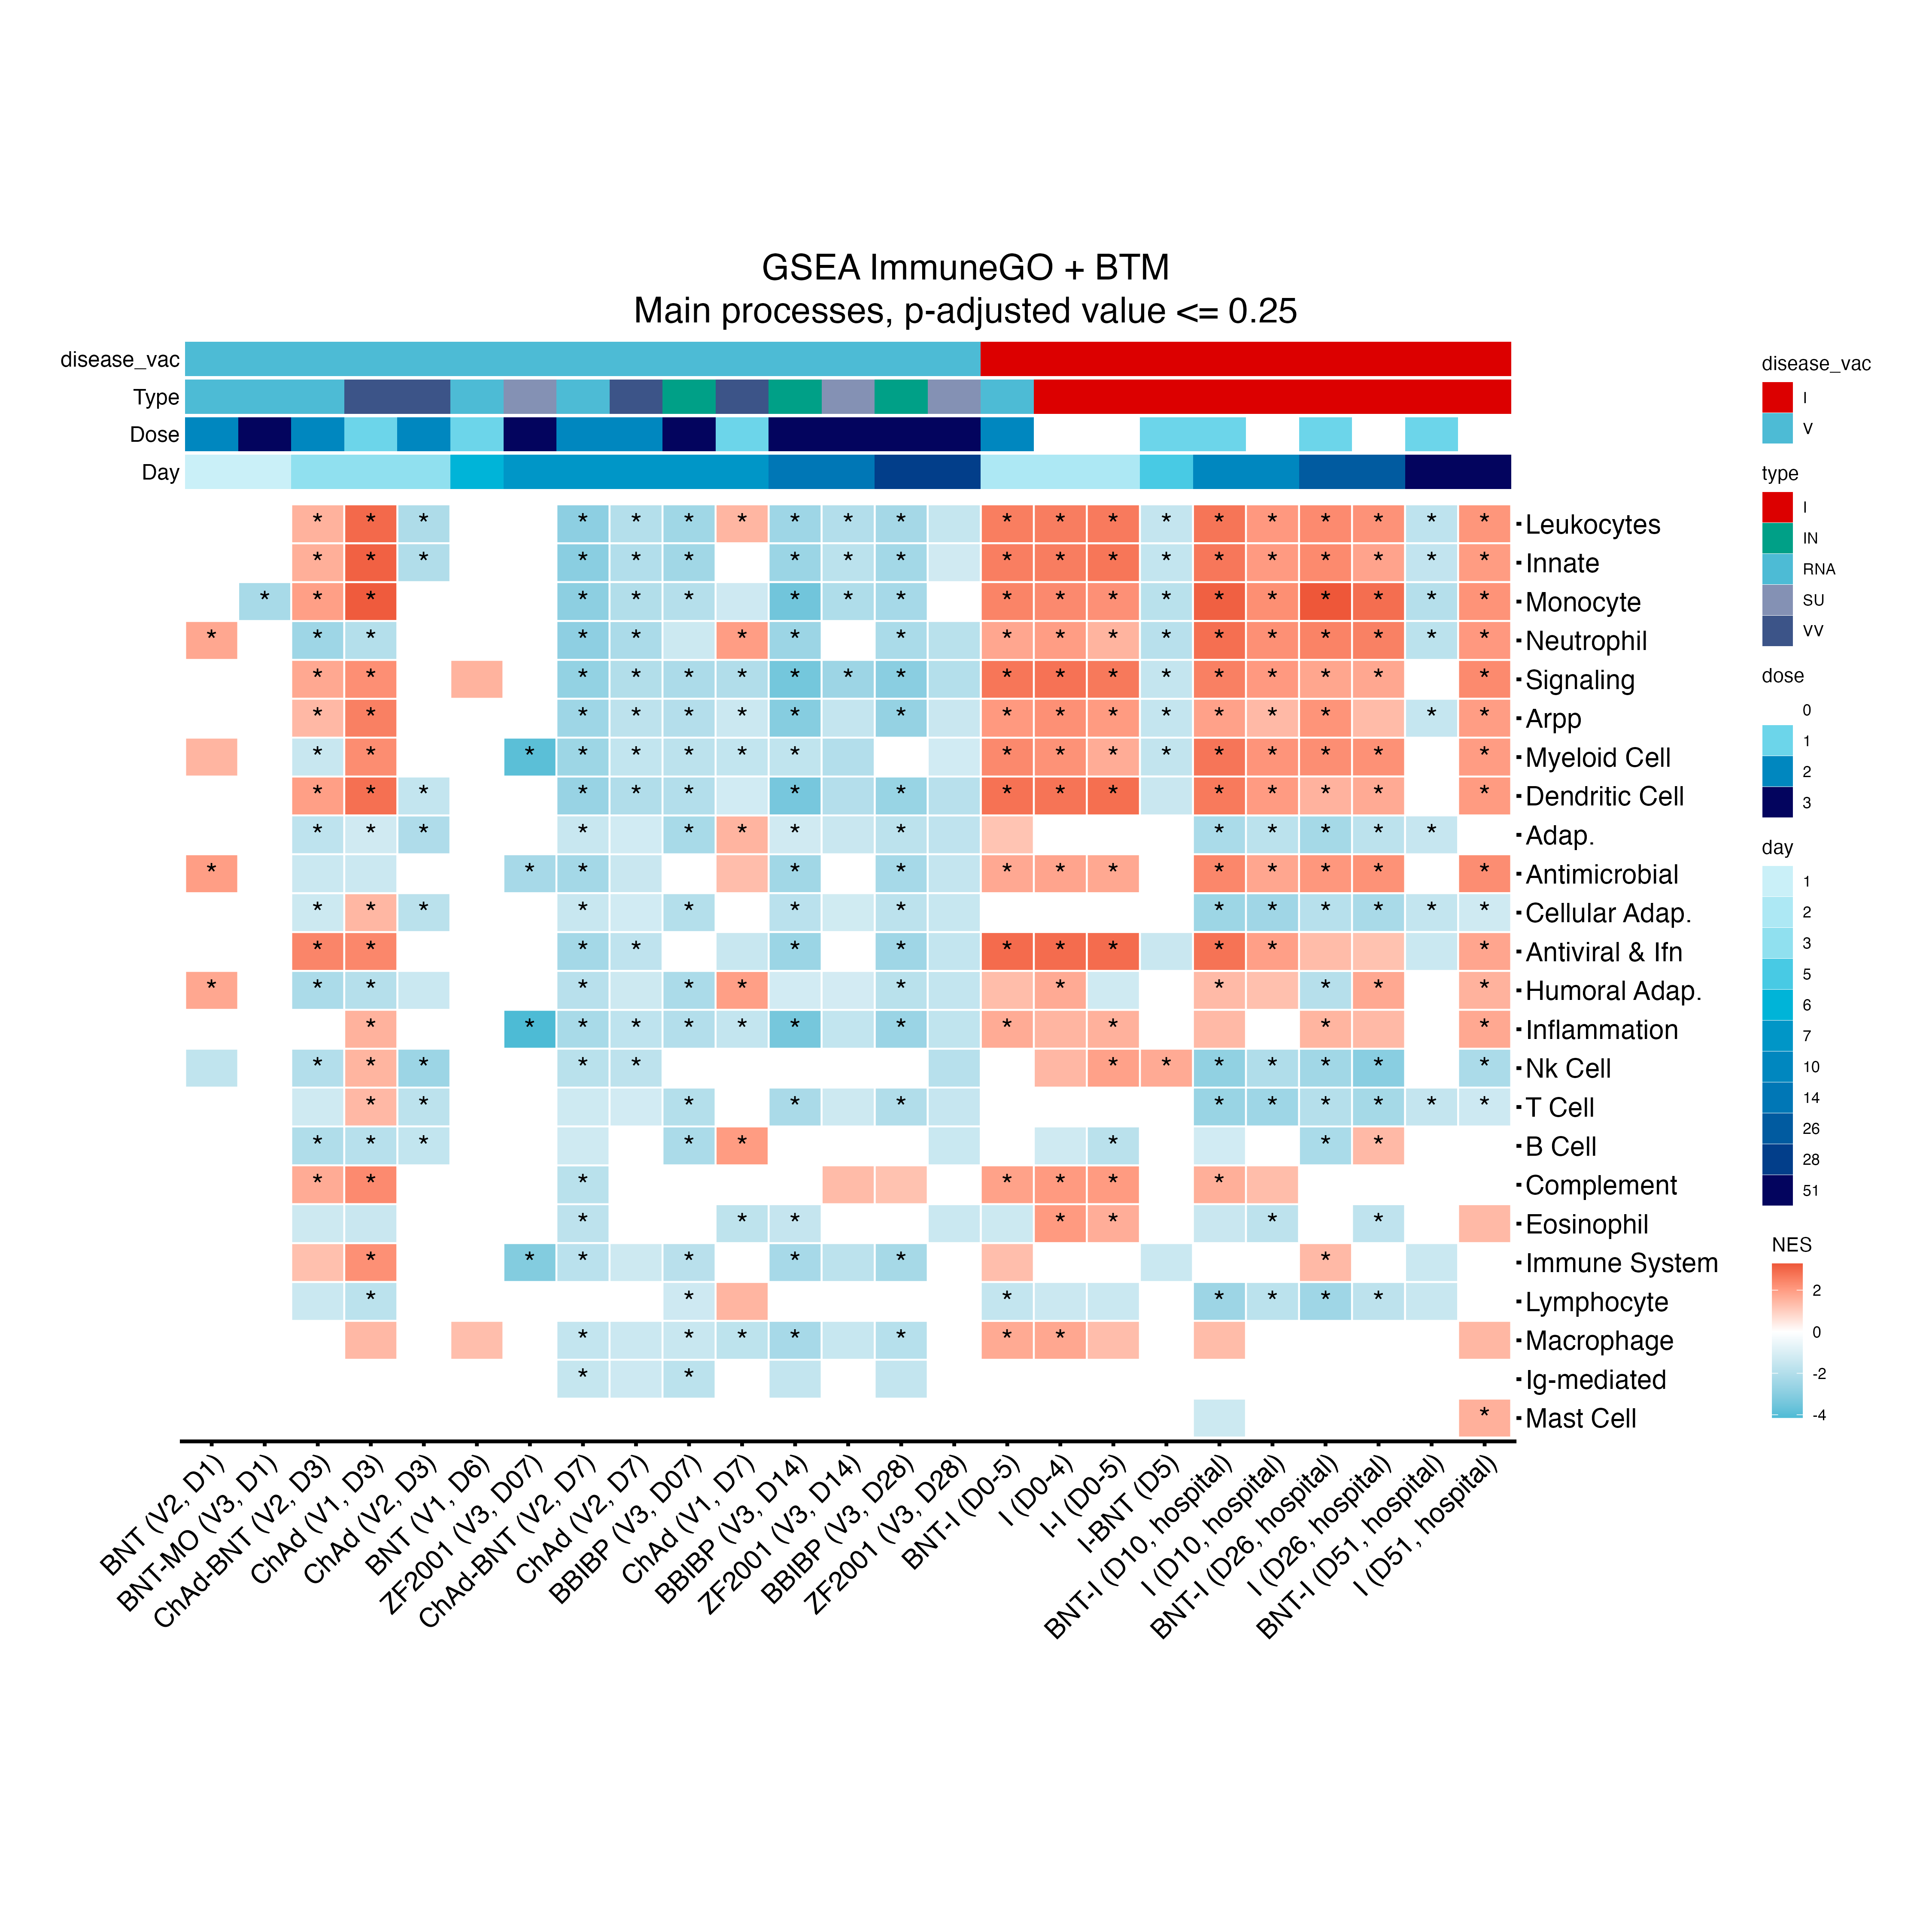 GSEA ImmuneGO + BTM
Main processes, p-adjusted value <= 0.25
disease_vac
Type
Dose
Day
Leukocytes
Innate
Monocyte
Neutrophil
Signaling
Arpp
Myeloid Cell
Dendritic Cell
Adap.
Antimicrobial
Cellular Adap.
Antiviral & Ifn
Humoral Adap.
Inflammation
Nk Cell
T Cell
B Cell
Complement
Eosinophil
Immune System
Lymphocyte
Macrophage
Ig-mediated
Mast Cell
BNT (V2, D1)
BNT-MO (V3, D1)
ChAd-BNT (V2, D3)
ChAd (V1, D3)
ChAd (V2, D3)
BNT (V1, D6)
ZF2001 (V3, D07)
ChAd-BNT (V2, D7)
ChAd (V2, D7)
BBIBP (V3, D07)
ChAd (V1, D7)
BBIBP (V3, D14)
ZF2001 (V3, D14)
BBIBP (V3, D28)
ZF2001 (V3, D28)
BNT-I (D0-5)
I (D0-4)
I-I (D0-5)
I-BNT (D5)
BNT-I (D10, hospital)
I (D10, hospital)
BNT-I (D26, hospital)
I (D26, hospital)
BNT-I (D51, hospital)
I (D51, hospital)
disease_vac
I
V
type
I
IN
RNA
SU
VV
dose
0
1
2
3
day
1
2
3
5
6
7
10
14
26
28
51
NES
2
0
-2
-4